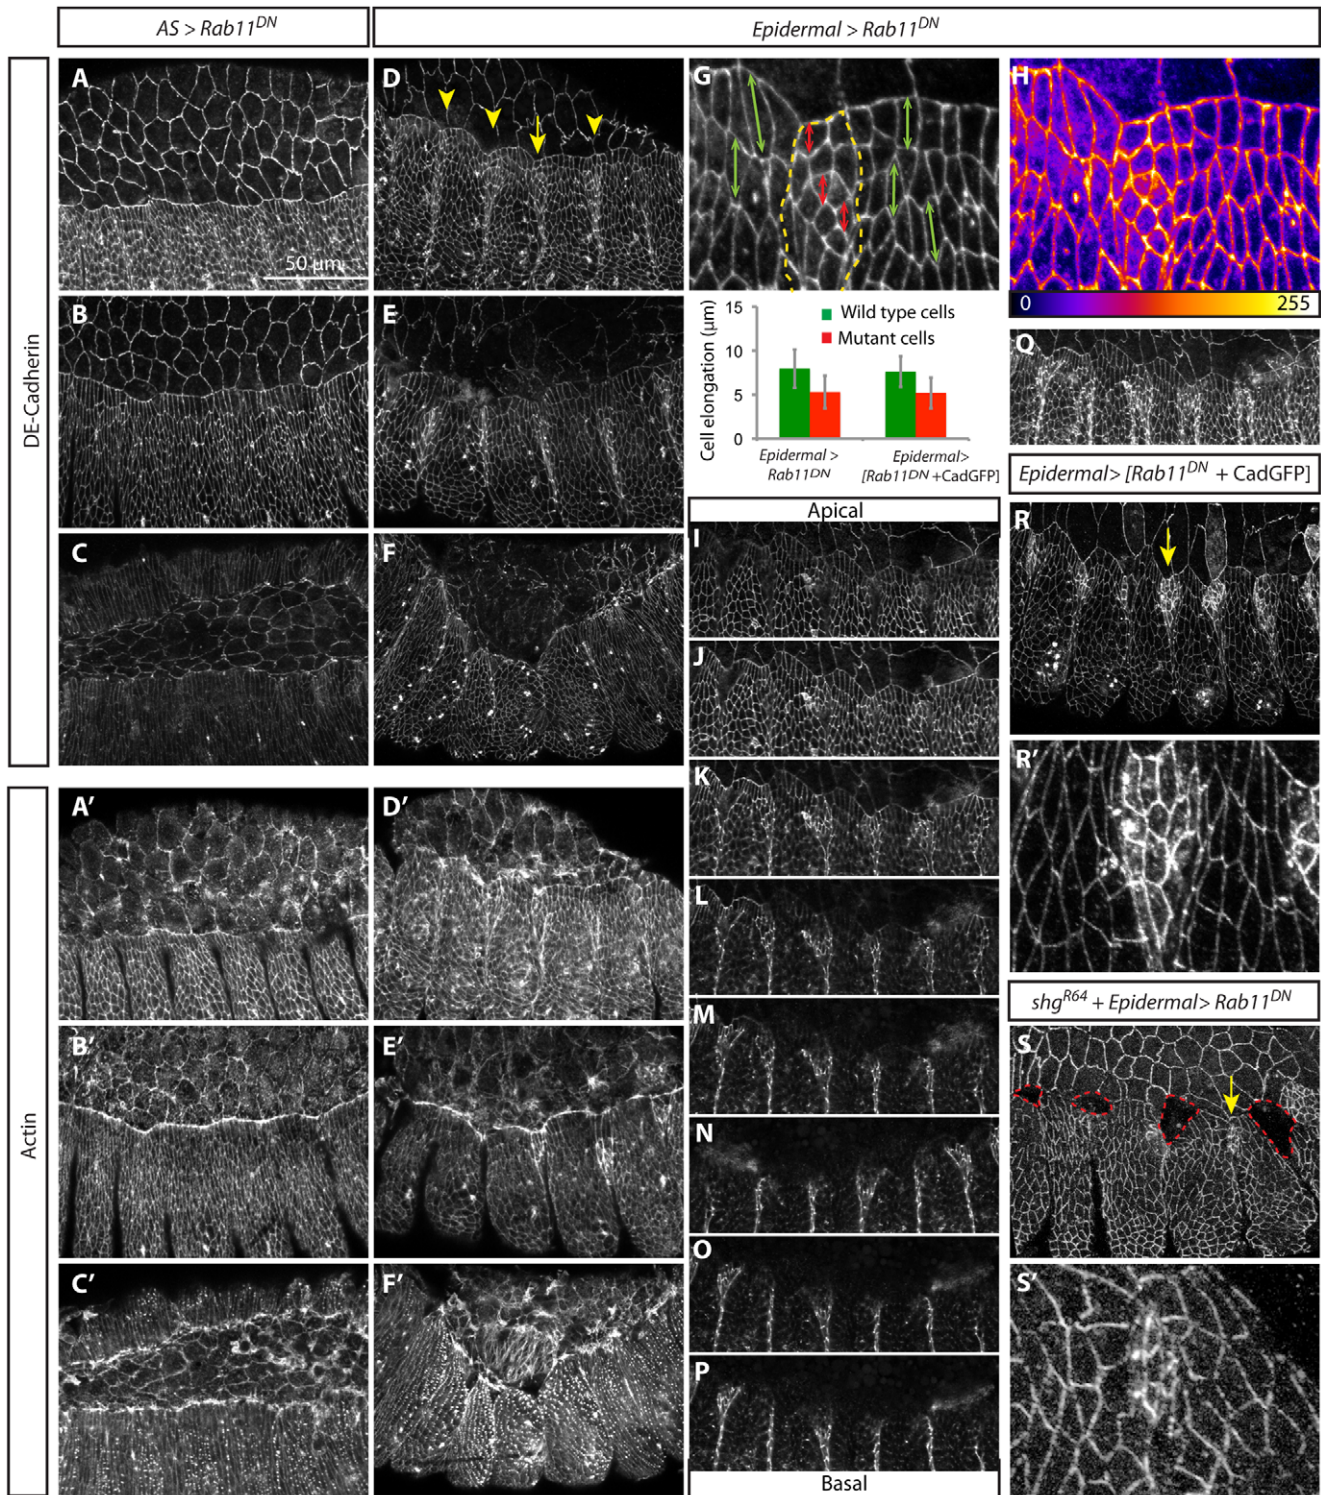 AS > Rab11DN
Epidermal > Rab11DN
DE-Cadherin
A
50 µm
B
C
D
E
F
G
H
0 255
15
10
5
0
Cell elongation (µm)
Wild type cells
Mutant cells
Epidermal >
Rab11DN
Epidermal>
[Rab11DN +CadGFP]
Apical
I
J
K
L
M
N
O
P
Basal
Q
Epidermal> [Rab11DN + CadGFP]
R
R’
shgR64 + Epidermal> Rab11DN
S
S’
Actin
A’
B’
C’
D’
E’
F’